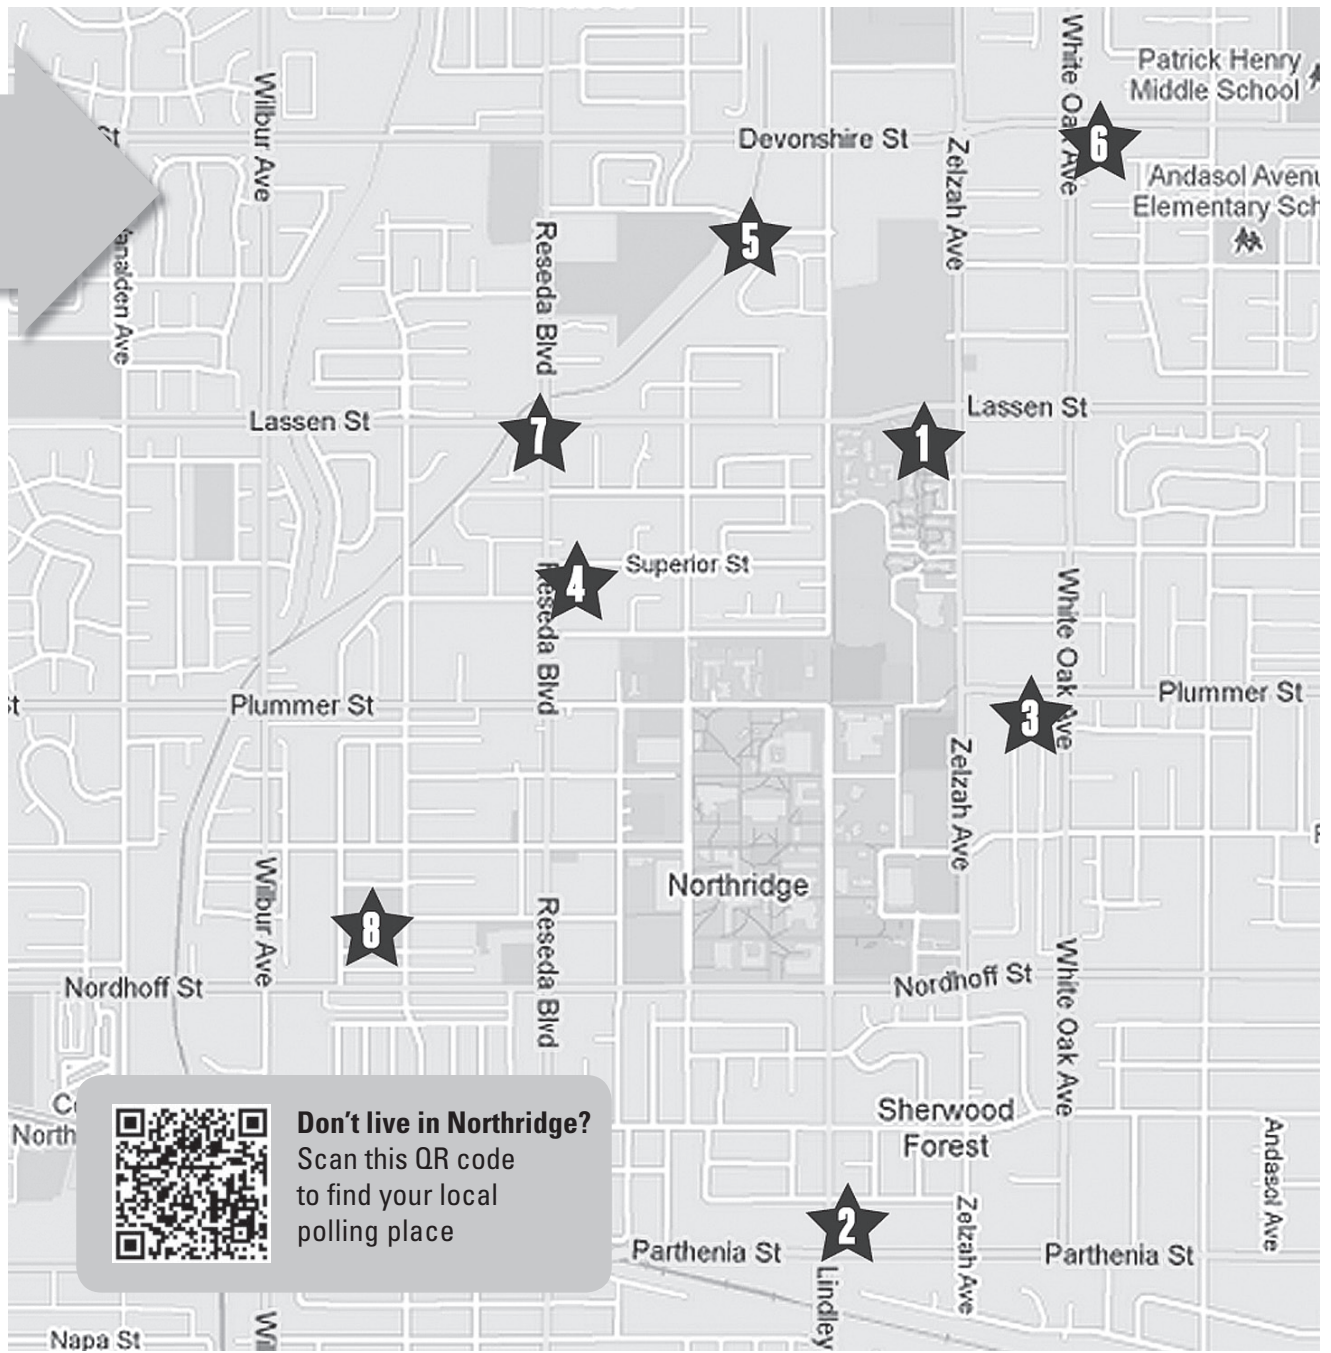 Patrick Henry
Middle School
White Oak Ave
Wilbur Ave
St
Devonshire St
6
Zelzah Ave
Elementary
Andasol
5
Reseda Blvd
Ave
Lassen St
Lassen St
7
1
Superior St
4
Reseda Blvd
White Oak Ave
Plummer St
Plummer St
3
Zelzah Ave
Northridge
Wilbur Ave
8
Reseda Blvd
Nordhoff St
Nordhoff St
White Oak Ave
Don't live in Northridge?
Scan this QR code
to find your local
polling place
Sherwood
Forest
Andasol Ave
2
Zelzah Ave
Parthenia St
Parthenia St
Lindley
Napa St